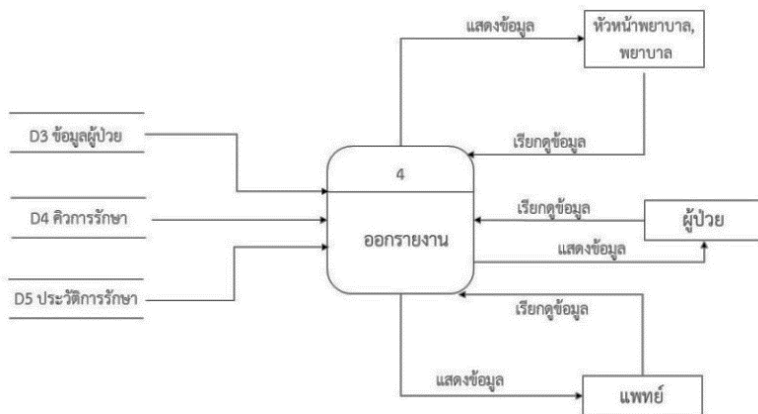 แสดงข้อมูล
หัวหน้าพยาบาล,
พยาบาล
D3 ข้อมูลผู้ป่วย
เรียกดูข้อมูล
4
D4 คิวการรักษา
ออกรายงาน
เรียกดูข้อมูล
ผู้ป่วย
แสดงข้อมูล
D5 ประวัติการรักษา
เรียกดูข้อมูล
แสดงข้อมูล
แพทย์